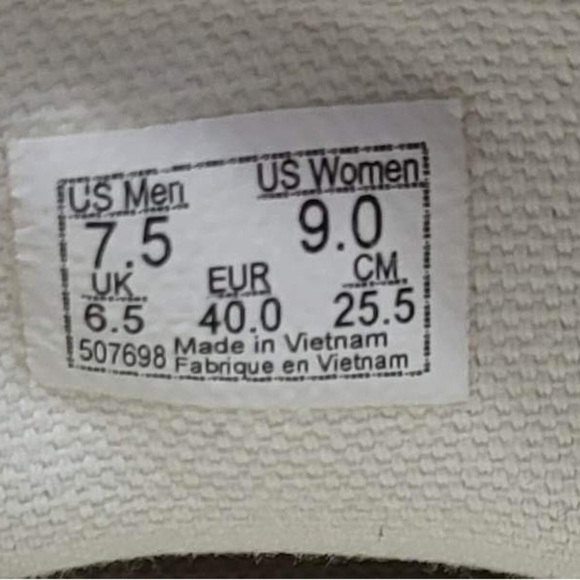 US Men US Women
7.5 9.0
UK EUR CM
6.5 40.0 25.5
507698 Made in Vietnam
Fabrique en Vietnam